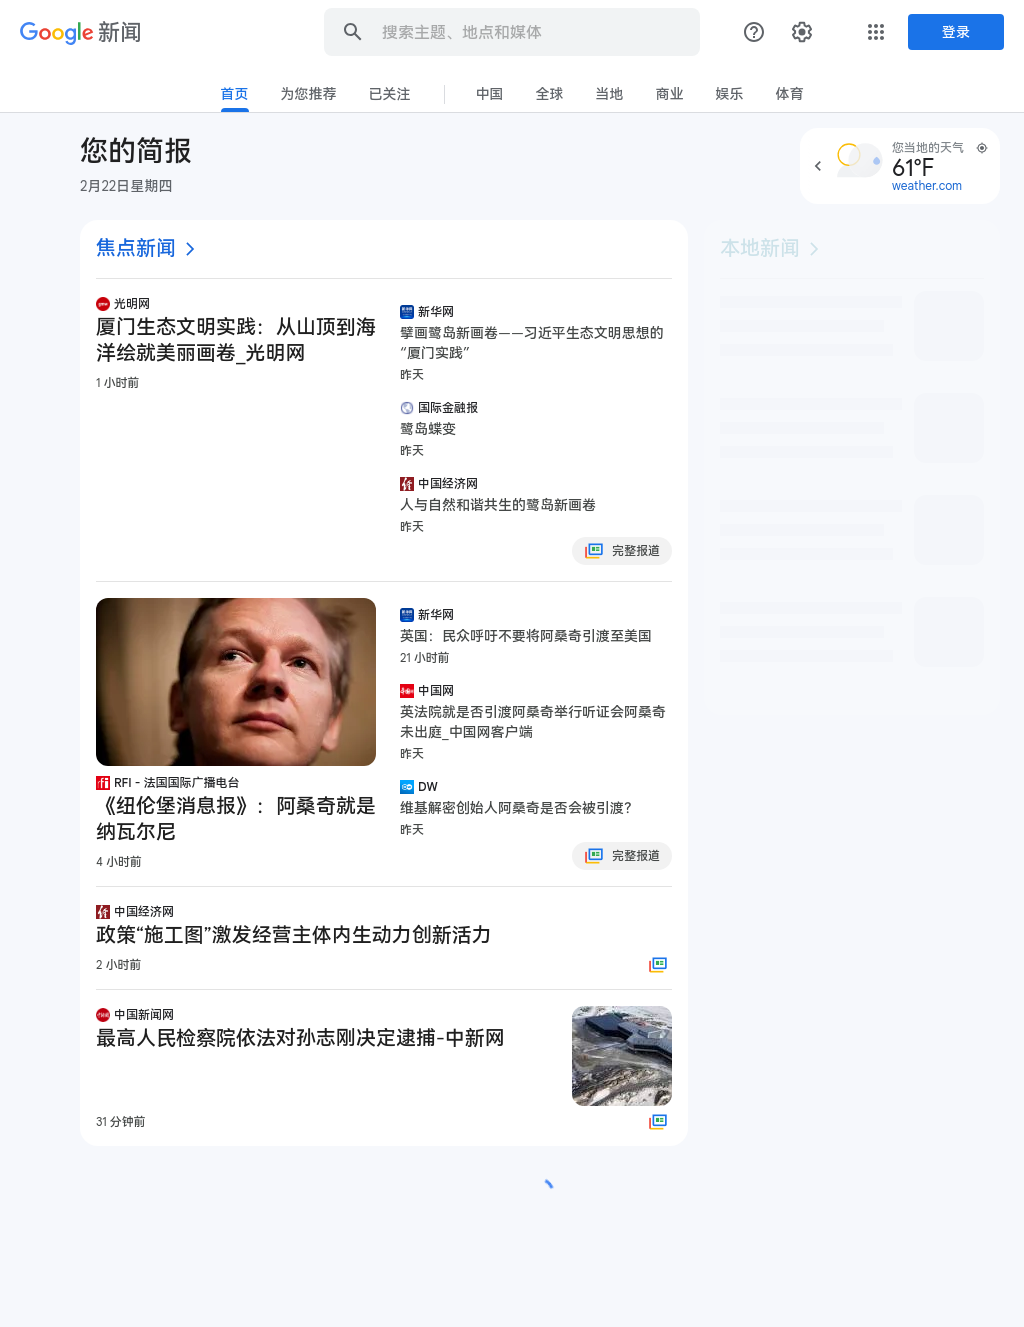 Google 新闻
搜索主题、地点和媒体
登录
首页
为您推荐
已关注
中国
全球
当地
商业
娱乐
体育
您的简报
2月22日星期四
您当地的天气
61°F
weather.com
焦点新闻
光明网
厦门生态文明实践：从山顶到海
洋绘就美丽画卷_光明网
1 小时前
新华网
擘画鹭岛新画卷——习近平生态文明思想的
“厦门实践”
昨天
国际金融报
鹭岛蝶变
昨天
中国经济网
人与自然和谐共生的鹭岛新画卷
昨天
完整报道
RFI - 法国国际广播电台
《纽伦堡消息报》：阿桑奇就是
纳瓦尔尼
4 小时前
新华网
英国：民众呼吁不要将阿桑奇引渡至美国
21 小时前
中国网
英法院就是否引渡阿桑奇举行听证会阿桑奇
未出庭_中国网客户端
昨天
DW
维基解密创始人阿桑奇是否会被引渡？
昨天
完整报道
中国经济网
政策“施工图”激发经营主体内生动力创新活力
2 小时前
中国新闻网
最高人民检察院依法对孙志刚决定逮捕-中新网
31 分钟前
本地新闻